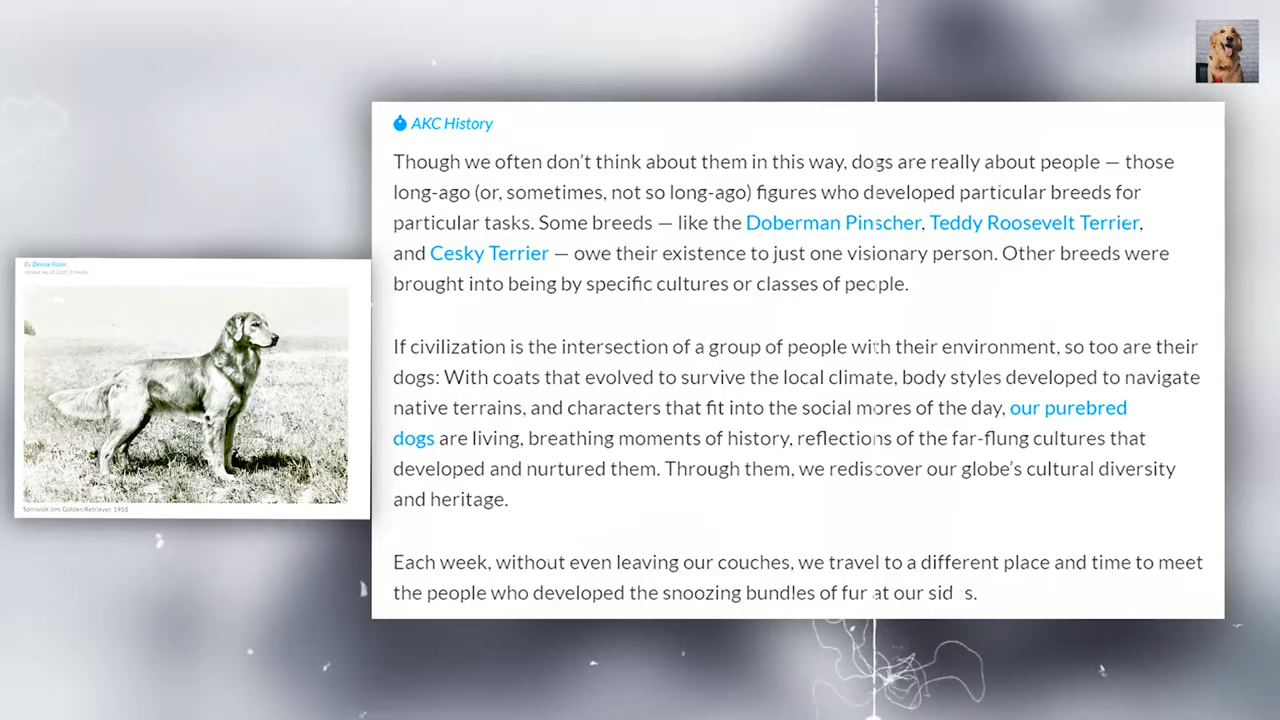 By Denise Flaim
AKC History
Though we often don't think about them in this way, dogs are really about people — those
long-ago (or, sometimes, not so long-ago) figures who developed particular breeds for
particular tasks. Some breeds — like the Doberman Pinscher, Teddy Roosevelt Terrier,
and Cesky Terrier — owe their existence to just one visionary person. Other breeds were
brought into being by specific cultures or classes of people.
If civilization is the intersection of a group of people with their environment, so too are their
dogs: With coats that evolved to survive the local climate, body styles developed to navigate
native terrains, and characters that fit into the social mores of the day, our purebred
dogs are living, breathing moments of history, reflections of the far-flung cultures that
developed and nurtured them. Through them, we rediscover our globe's cultural diversity
and heritage.
Each week, without even leaving our couches, we travel to a different place and time to meet
the people who developed the snoozing bundles of fur at our sides.
Jim, Golden Retriever, 1958.